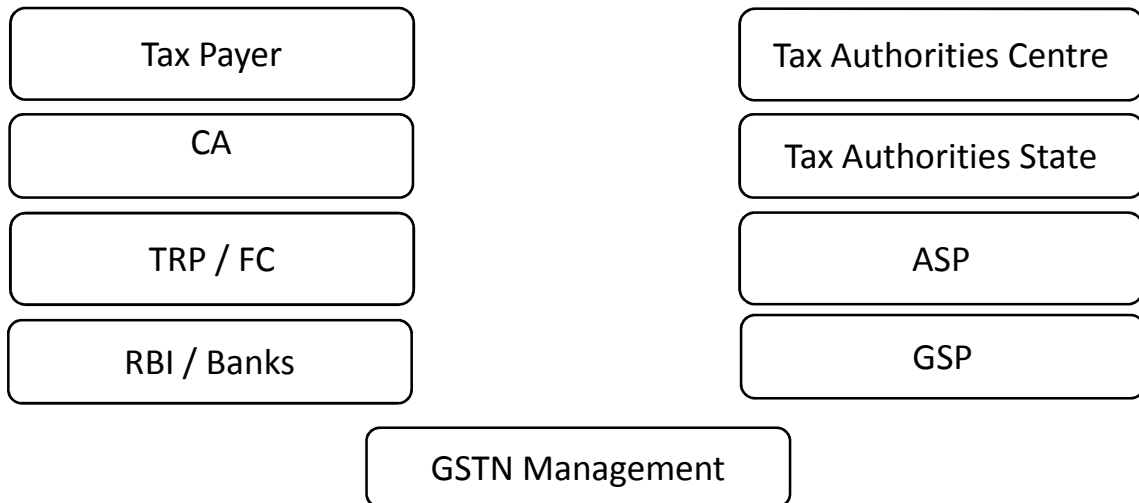 Tax Payer
CA
TRP / FC
RBI / Banks
Tax Authorities Centre
Tax Authorities State
ASP
GSP
GSTN Management